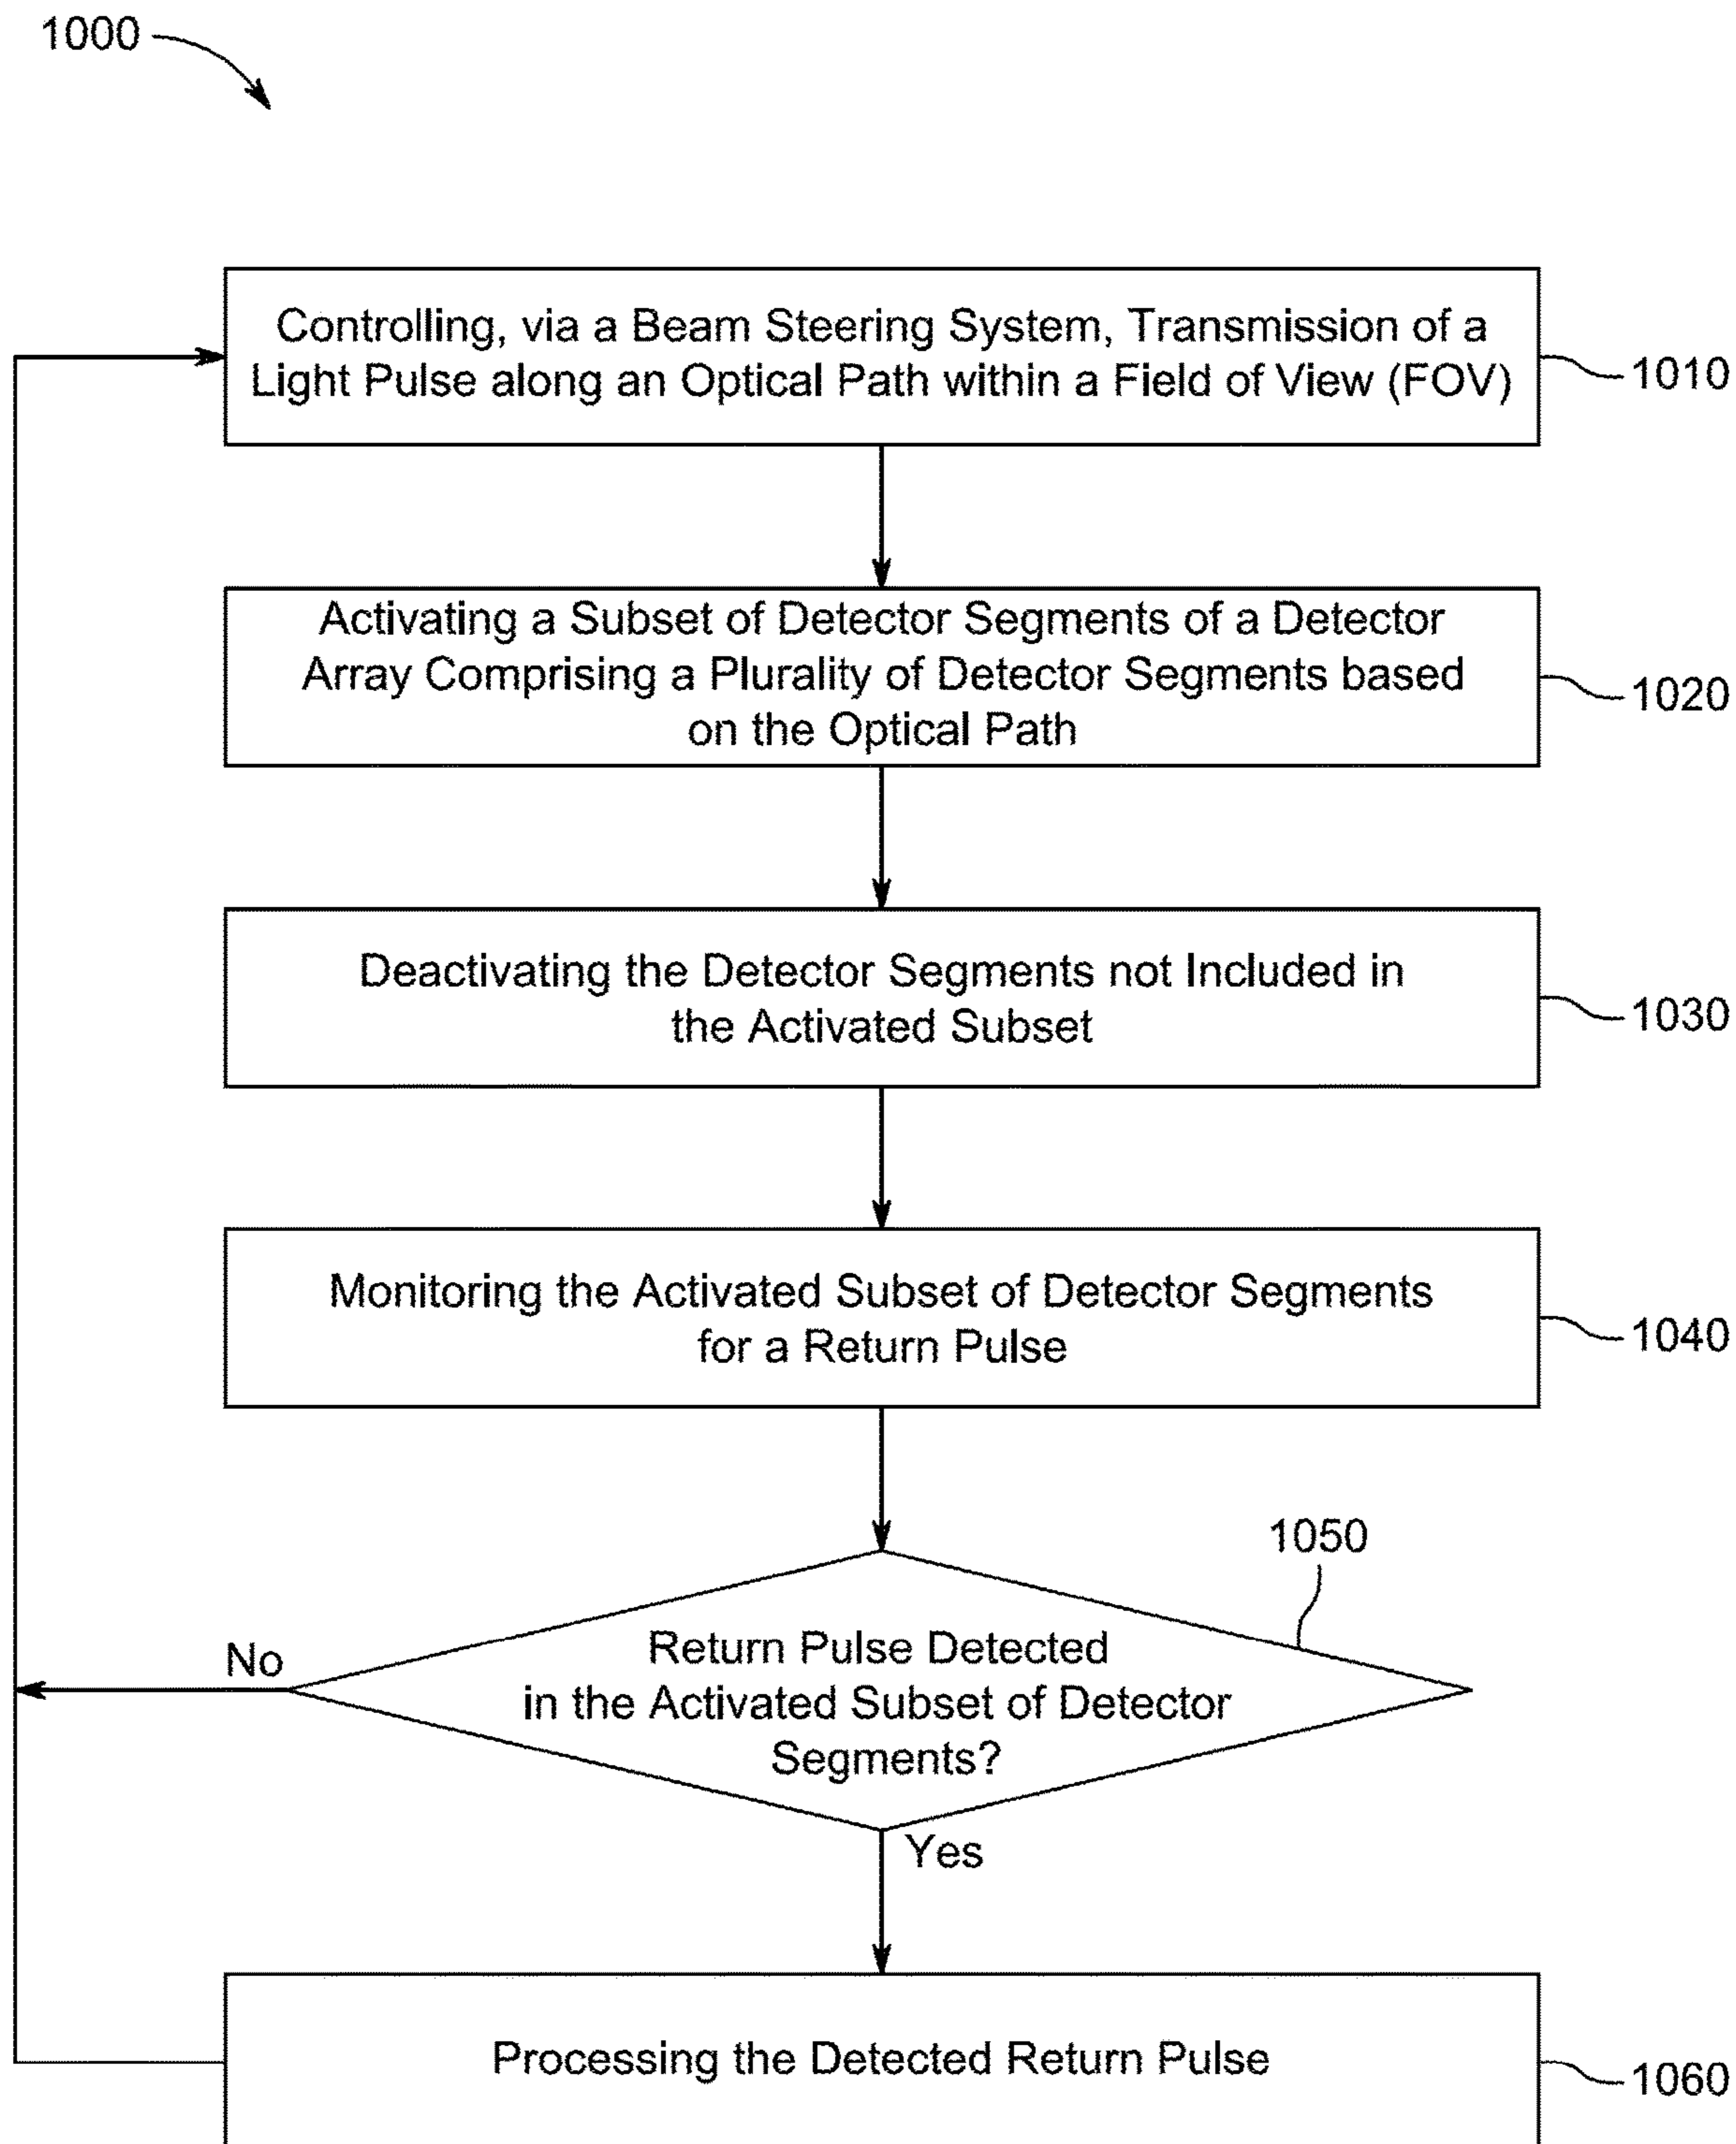 1000
Controlling, via a Beam Steering System, Transmission of a
Light Pulse along an Optical Path within a Field of View (FOV)
1010
Activating a Subset of Detector Segments of a Detector
Array Comprising a Plurality of Detector Segments based
on the Optical Path
1020
Deactivating the Detector Segments not Included in
the Activated Subset
1030
Monitoring the Activated Subset of Detector Segments
for a Return Pulse
1040
1050
Return Pulse Detected
in the Activated Subset of Detector
Segments?
No
Yes
Processing the Detected Return Pulse
1060